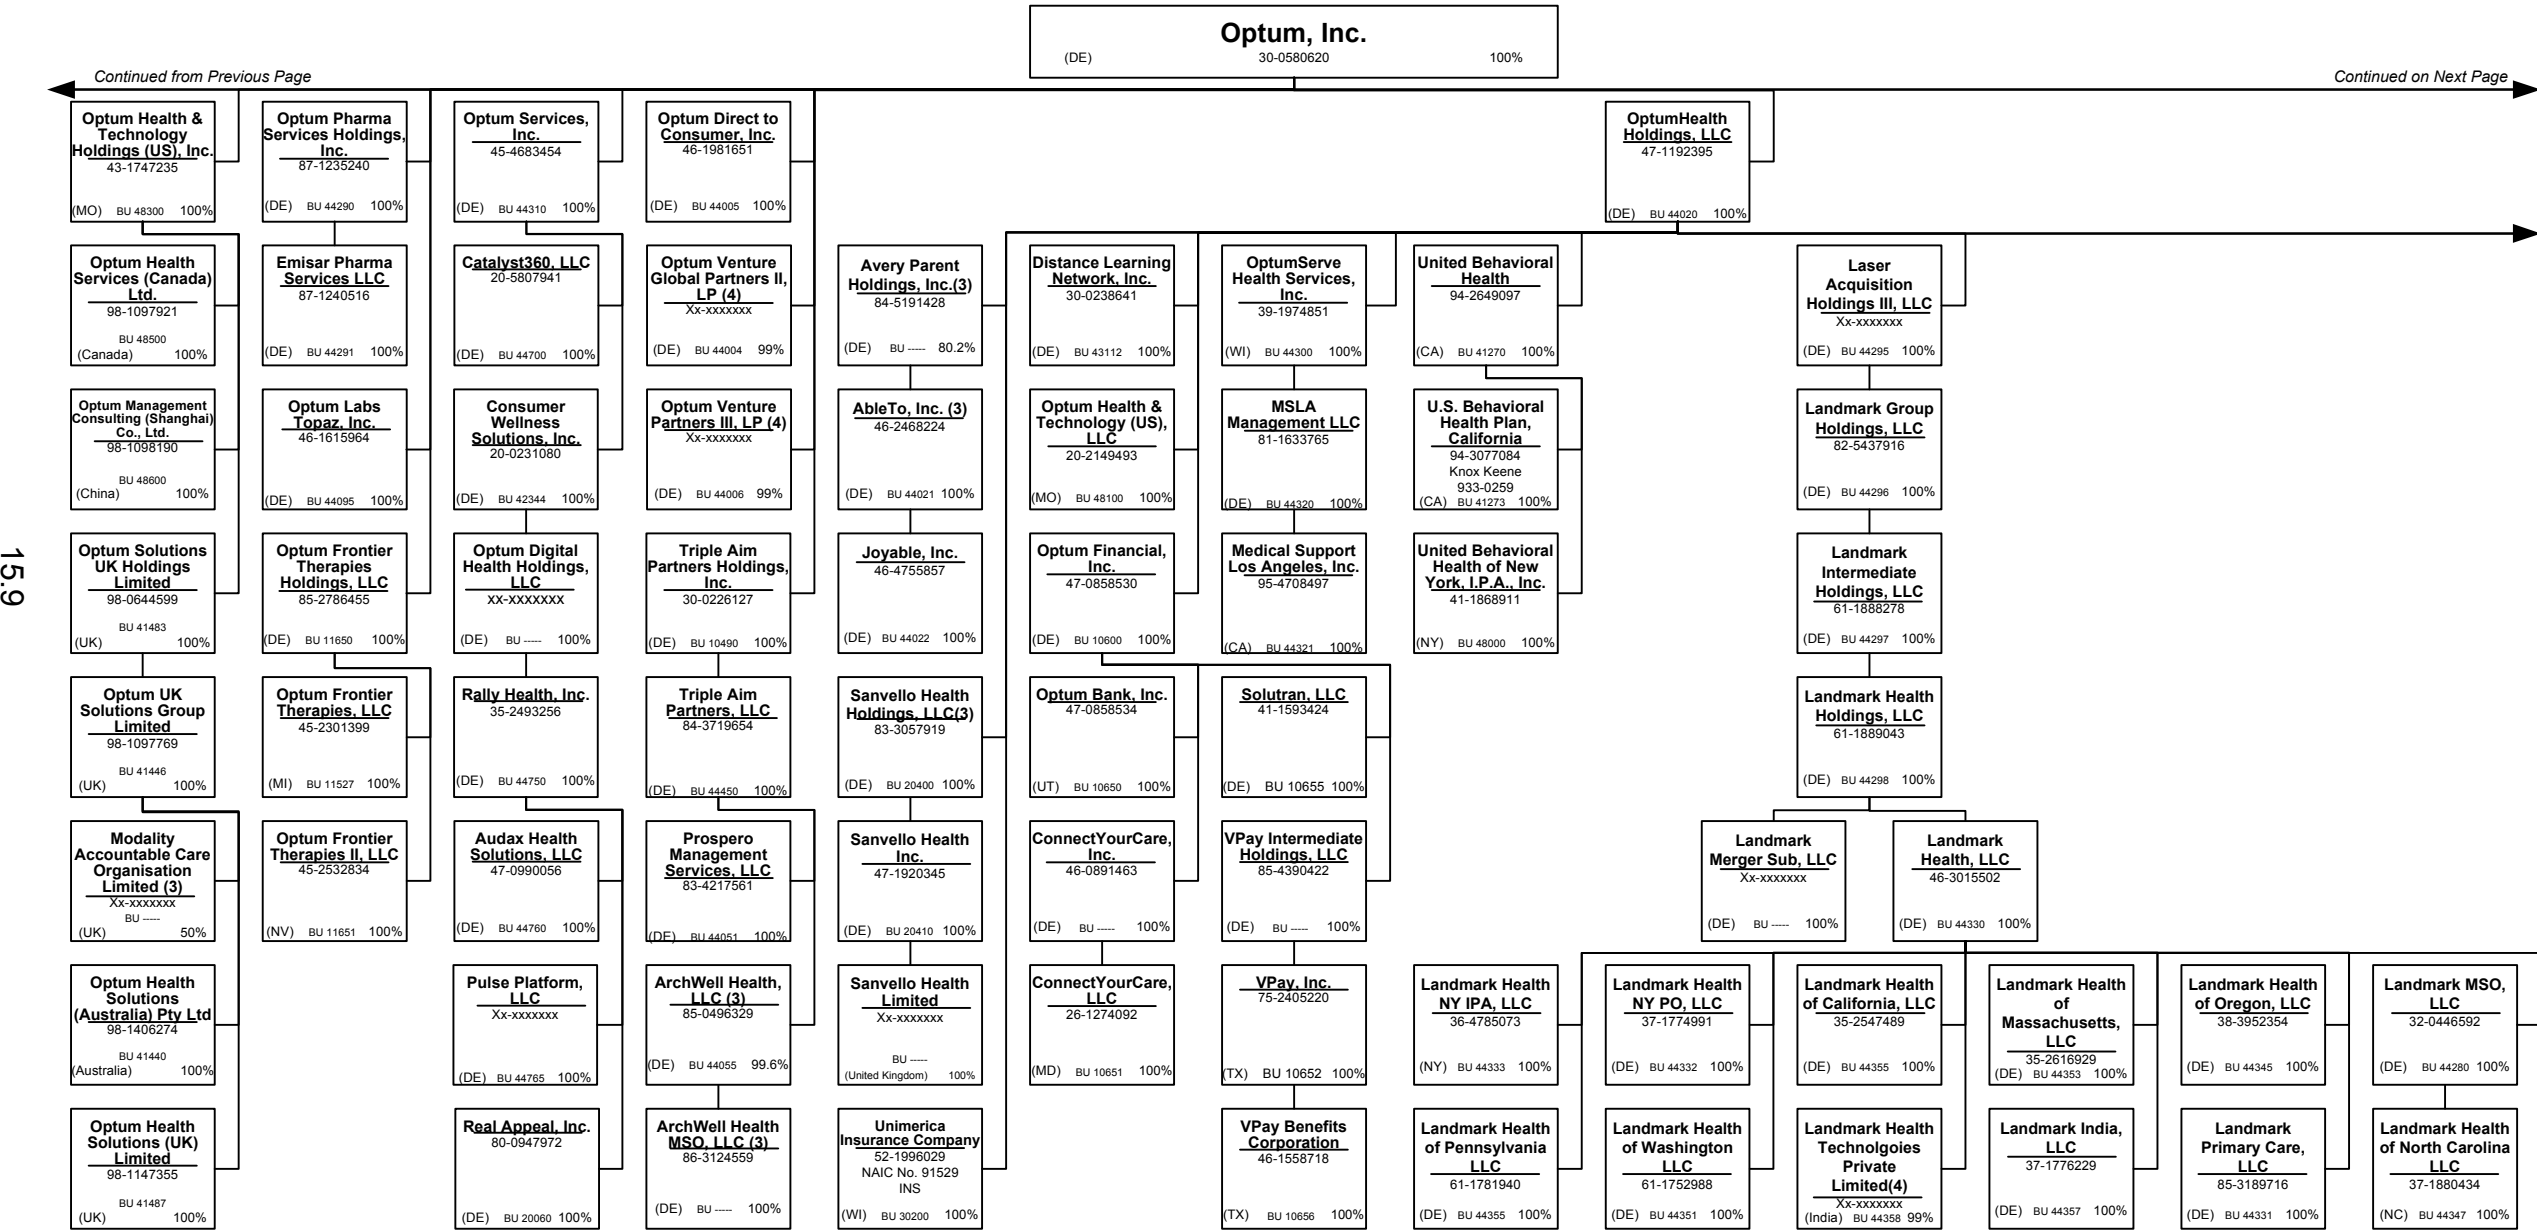 Optum, Inc.
(DE) 30-0580620 100%
Continued from Previous Page
Continued on Next Page
Optum Health &
Technology
Holdings (US), Inc.
43-1747235
(MO) BU 48300 100%
Optum Pharma
Services Holdings,
Inc.
87-1235240
(DE) BU 44290 100%
Optum Services,
Inc.
45-4683454
(DE) BU 44310 100%
Optum Direct to
Consumer, Inc.
46-1981651
(DE) BU 44005 100%
OptumHealth
Holdings, LLC
47-1192395
(DE) BU 44020 100%
Optum Health
Services (Canada)
Ltd.
98-1097921
BU 48500
(Canada) 100%
Emisar Pharma
Services LLC
87-1240516
(DE) BU 44291 100%
Catalyst360, LLC
20-5807941
(DE) BU 44700 100%
Optum Venture
Global Partners II,
LP (4)
Xx-xxxxxxx
(DE) BU 44004 99%
Avery Parent
Holdings, Inc.(3)
84-5191428
(DE) BU ----- 80.2%
Distance Learning
Network, Inc.
30-0238641
(DE) BU 43112 100%
OptumServe
Health Services,
Inc.
39-1974851
(WI) BU 44300 100%
United Behavioral
Health
94-2649097
(CA) BU 41270 100%
Laser
Acquisition
Holdings III, LLC
Xx-xxxxxxx
(DE) BU 44295 100%
Optum Management
Consulting (Shanghai)
Co., Ltd.
98-1098190
BU 48600
(China) 100%
Optum Labs
Topaz, Inc.
46-1615964
(DE) BU 44095 100%
Consumer
Wellness
Solutions, Inc.
20-0231080
(DE) BU 42344 100%
Optum Venture
Partners III, LP (4)
Xx-xxxxxxx
(DE) BU 44006 99%
AbleTo, Inc. (3)
46-2468224
(DE) BU 44021 100%
Optum Health &
Technology (US),
LLC
20-2149493
(MO) BU 48100 100%
MSLA
Management LLC
81-1633765
(DE) BU 44320 100%
U.S. Behavioral
Health Plan,
California
94-3077084
Knox Keene
933-0259
(CA) BU 41273 100%
Landmark Group
Holdings, LLC
82-5437916
(DE) BU 44296 100%
15.9
Optum Solutions
UK Holdings
Limited
98-0644599
BU 41483
(UK) 100%
Optum Frontier
Therapies
Holdings, LLC
85-2786455
(DE) BU 11650 100%
Optum Digital
Health Holdings,
LLC
xx-xxxxxxx
(DE) BU ----- 100%
Triple Aim
Partners Holdings,
Inc.
30-0226127
(DE) BU 10490 100%
Joyable, Inc.
46-4755857
(DE) BU 44022 100%
Optum Financial,
Inc.
47-0858530
(DE) BU 10600 100%
Medical Support
Los Angeles, Inc.
95-4708497
(CA) BU 44321 100%
United Behavioral
Health of New
York, I.P.A., Inc.
41-1868911
(NY) BU 48000 100%
Landmark
Intermediate
Holdings, LLC
61-1888278
(DE) BU 44297 100%
Optum UK
Solutions Group
Limited
98-1097769
BU 41446
(UK) 100%
Optum Frontier
Therapies, LLC
45-2301399
(MI) BU 11527 100%
Rally Health, Inc.
35-2493256
(DE) BU 44750 100%
Triple Aim
Partners, LLC
84-3719654
(DE) BU 44450 100%
Sanvello Health
Holdings, LLC(3)
83-3057919
(DE) BU 20400 100%
Optum Bank, Inc.
47-0858534
(UT) BU 10650 100%
Solutran, LLC
41-1593424
(DE) BU 10655 100%
Landmark Health
Holdings, LLC
61-1889043
(DE) BU 44298 100%
Modality
Accountable Care
Organisation
Limited (3)
Xx-xxxxxxx
BU -----
(UK) 50%
Optum Frontier
Therapies II, LLC
45-2532834
(NV) BU 11651 100%
Audax Health
Solutions, LLC
47-0990056
(DE) BU 44760 100%
Prospero
Management
Services, LLC
83-4217561
(DE) BU 44051 100%
Sanvello Health
Inc.
47-1920345
(DE) BU 20410 100%
ConnectYourCare,
Inc.
46-0891463
(DE) BU ----- 100%
VPay Intermediate
Holdings, LLC
85-4390422
(DE) BU ----- 100%
Landmark
Merger Sub, LLC
Xx-xxxxxxx
(DE) BU ----- 100%
Landmark
Health, LLC
46-3015502
(DE) BU 44330 100%
Optum Health
Solutions
(Australia) Pty Ltd
98-1406274
BU 41440
(Australia) 100%
Pulse Platform,
LLC
Xx-xxxxxxx
(DE) BU 44765 100%
ArchWell Health,
LLC (3)
85-0496329
(DE) BU 44055 99.6%
Sanvello Health
Limited
Xx-xxxxxxx
BU -----
(United Kingdom) 100%
ConnectYourCare,
LLC
26-1274092
(MD) BU 10651 100%
VPay, Inc.
75-2405220
(TX) BU 10652 100%
Landmark Health
NY IPA, LLC
36-4785073
(NY) BU 44333 100%
Landmark Health
NY PO, LLC
37-1774991
(DE) BU 44332 100%
Landmark Health
of California, LLC
35-2547489
(DE) BU 44355 100%
Landmark Health
of
Massachusetts,
LLC
35-2616929
(DE) BU 44353 100%
Landmark Health
of Oregon, LLC
38-3952354
(DE) BU 44345 100%
Landmark MSO,
LLC
32-0446592
(DE) BU 44280 100%
Optum Health
Solutions (UK)
Limited
98-1147355
BU 41487
(UK) 100%
Real Appeal, Inc.
80-0947972
(DE) BU 20060 100%
ArchWell Health
MSO, LLC (3)
86-3124559
(DE) BU ----- 100%
Unimerica
Insurance Company
52-1996029
NAIC No. 91529
INS
(WI) BU 30200 100%
VPay Benefits
Corporation
46-1558718
(TX) BU 10656 100%
Landmark Health
of Pennsylvania
LLC
61-1781940
(DE) BU 44355 100%
Landmark Health
of Washington
LLC
61-1752988
(DE) BU 44351 100%
Landmark Health
Technolgoies
Private
Limited(4)
Xx-xxxxxxx
(India) BU 44358 99%
Landmark India,
LLC
37-1776229
(DE) BU 44357 100%
Landmark
Primary Care,
LLC
85-3189716
(DE) BU 44331 100%
Landmark Health
of North Carolina
LLC
37-1880434
(NC) BU 44347 100%